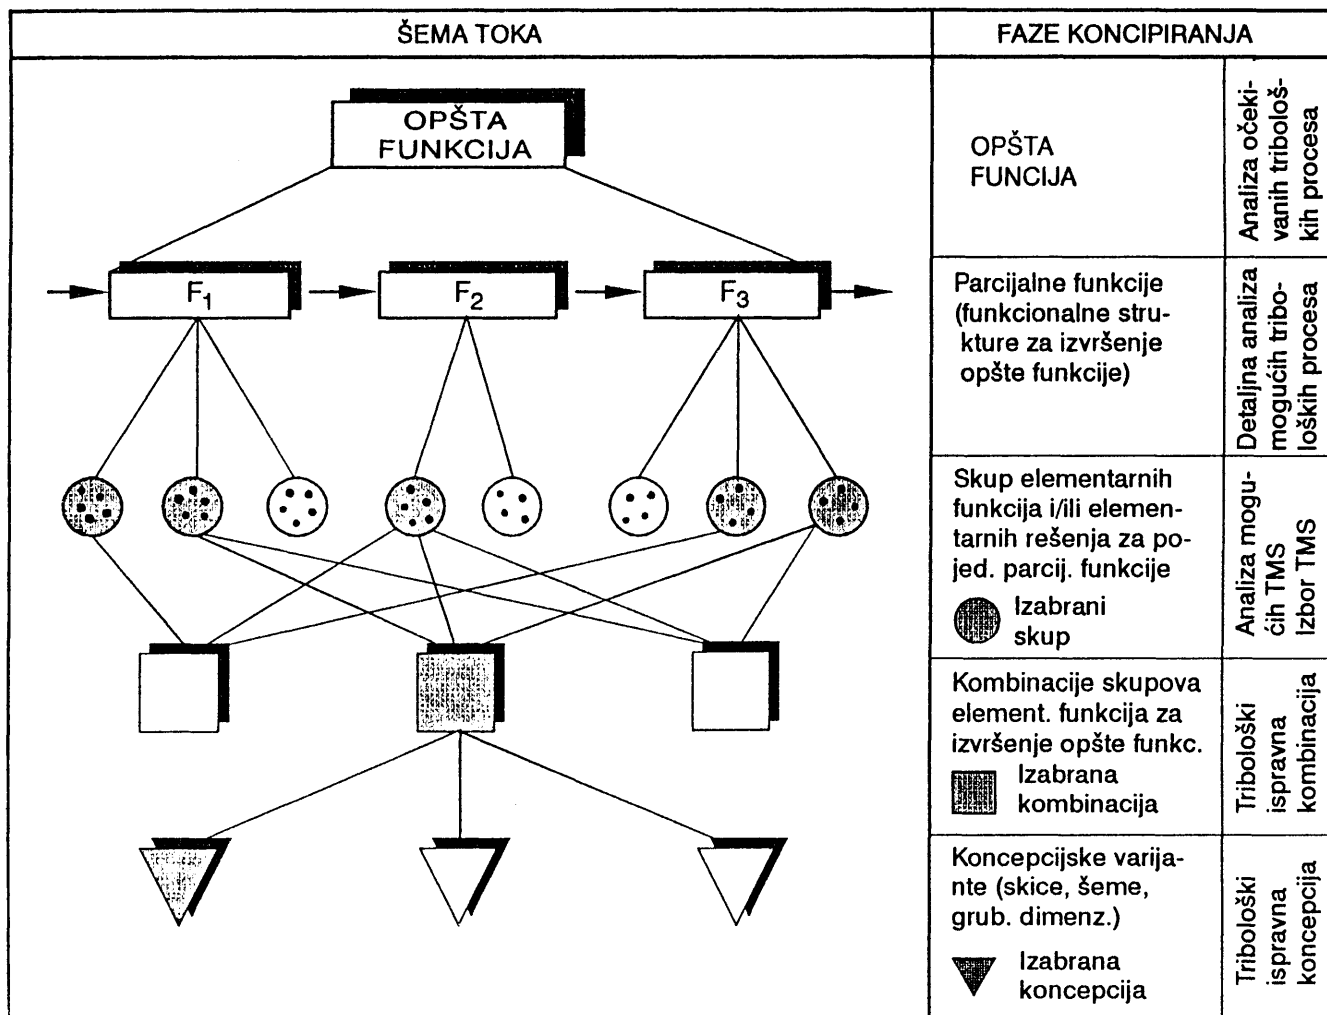 ŠEMA TOKA
FAZE KONCIPIRANJA
OPŠTA
FUNKCIJA
OPŠTA
FUNCIJA
Analiza očeki-
vanih tribološ-
kih procesa
F₁
F₂
F₃
Parcijalne funkcije
(funkcionalne stru-
kture za izvršenje
opšte funkcije)
Detaljna analiza
mogućih tribo-
loških procesa
Skup elementarnih
funkcija i/ili elemen-
tarnih rešenja za po-
jed. parcij. funkcije
Izabrani
skup
Analiza mogu-
ćih TMS
Izbor TMS
Kombinacije skupova
element. funkcija za
izvršenje opšte funkc.
Izabrana
kombinacija
Tribološki
ispravna
kombinacija
Koncepcijske varija-
nte (skice, šeme,
grub. dimenz.)
Izabrana
koncepcija
Tribološki
ispravna
koncepcija